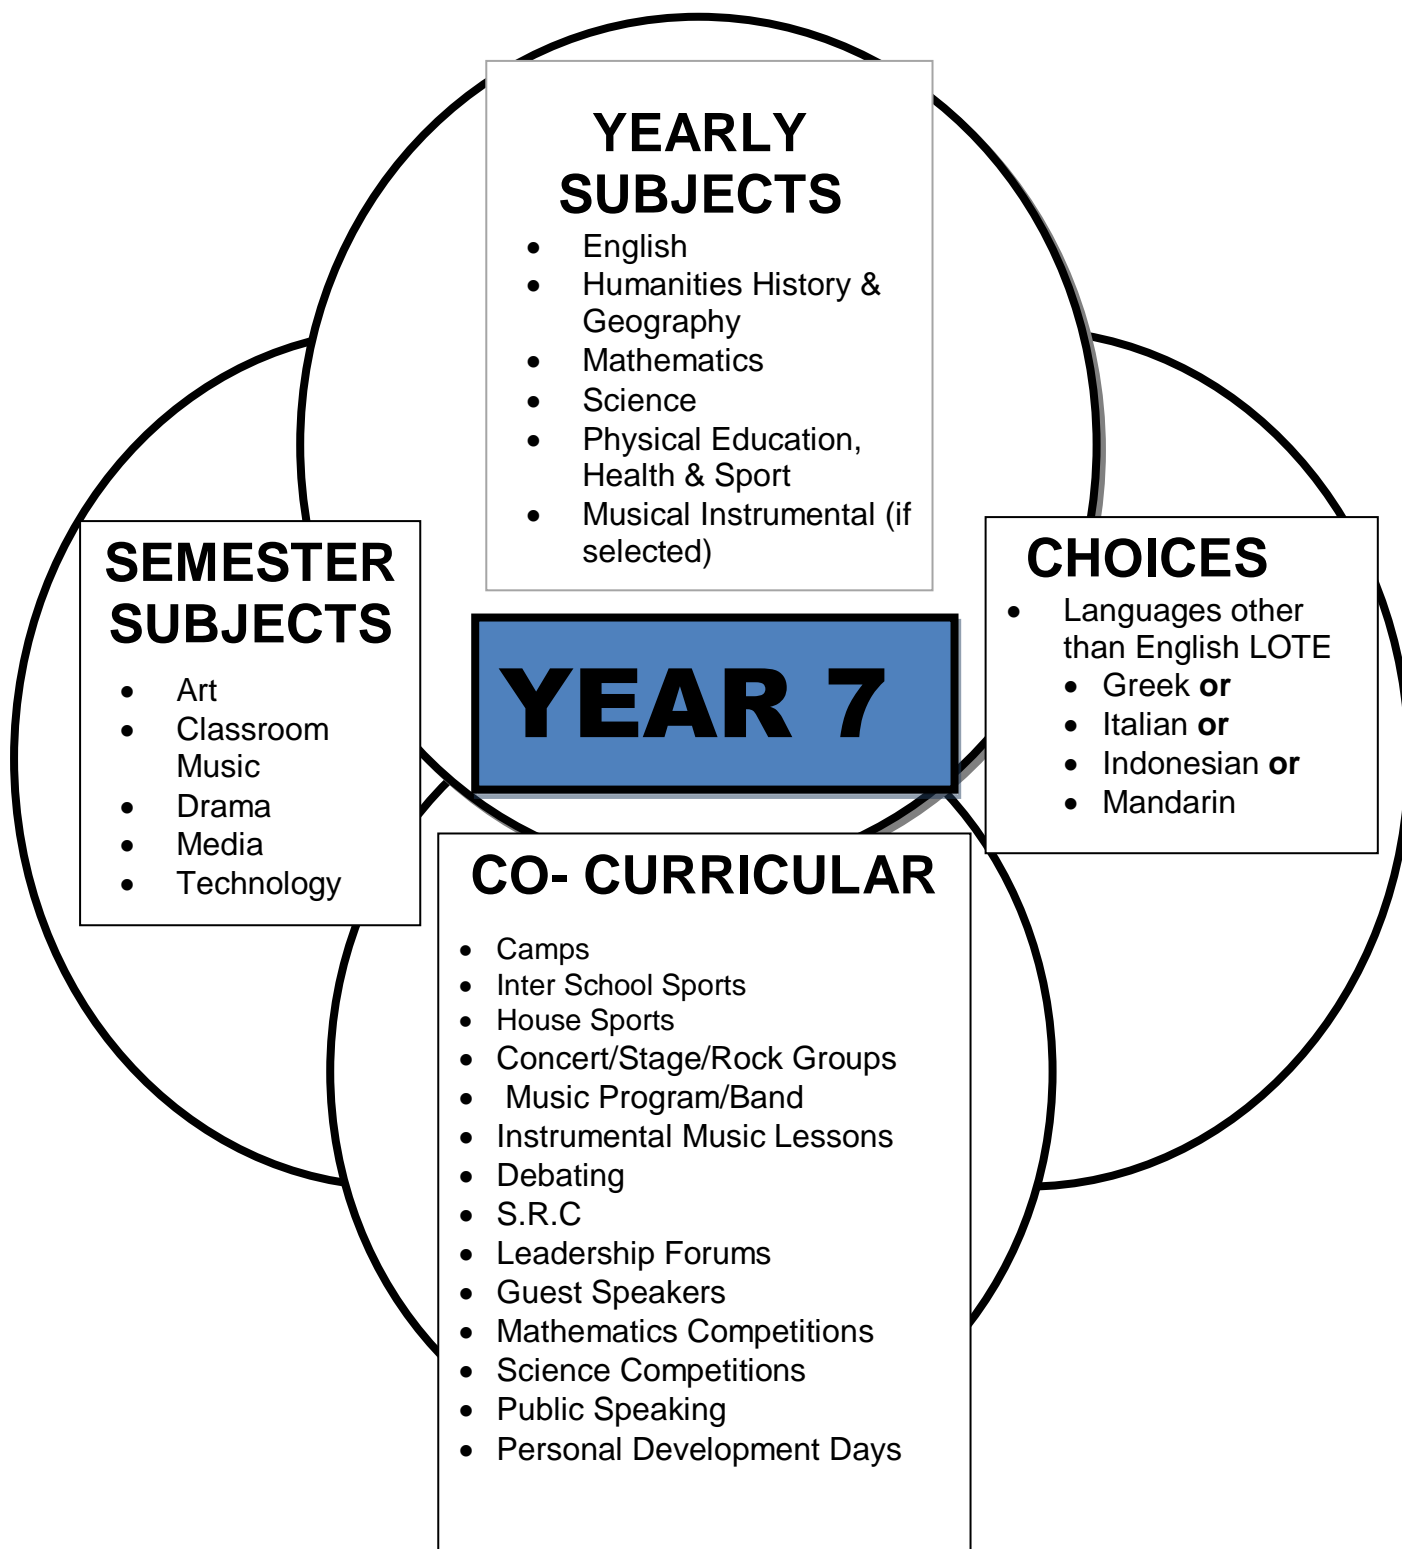 YEARLY
SUBJECTS
• English
• Humanities History &
Geography
• Mathematics
• Science
• Physical Education,
Health & Sport
• Musical Instrumental (if
selected)
SEMESTER
SUBJECTS
• Art
• Classroom
Music
• Drama
• Media
• Technology
YEAR 7
CHOICES
• Languages other
than English LOTE
• Greek or
• Italian or
• Indonesian or
• Mandarin
CO- CURRICULAR
• Camps
• Inter School Sports
• House Sports
• Concert/Stage/Rock Groups
• Music Program/Band
• Instrumental Music Lessons
• Debating
• S.R.C
• Leadership Forums
• Guest Speakers
• Mathematics Competitions
• Science Competitions
• Public Speaking
• Personal Development Days